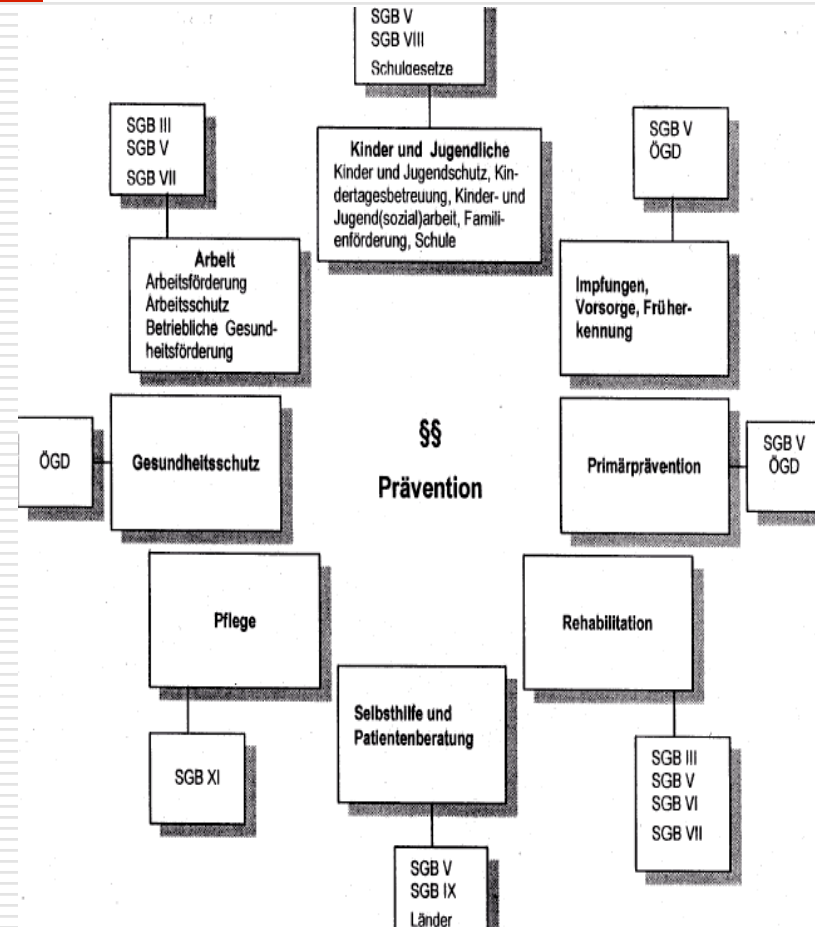 SGB V
SGB VIII
Schulgesetze
SGB III
SGB V
SGB VII
Kinder und Jugendliche
Kinder und Jugendschutz, Kin-
dertagesbetreuung, Kinder- und
Jugend(sozial)arbeit, Famili-
enförderung, Schule
SGB V
ÖGD
Arbeit
Arbeitsförderung
Arbeitsschutz
Betriebliche Gesund-
heitsförderung
Impfungen,
Vorsorge, Früher-
kennung
ÖGD
Gesundheitsschutz
§§
Prävention
Primärprävention
SGB V
ÖGD
Pflege
Rehabilitation
Selbsthilfe und
Patientenberatung
SGB XI
SGB III
SGB V
SGB VI
SGB VII
SGB V
SGB IX
Länder